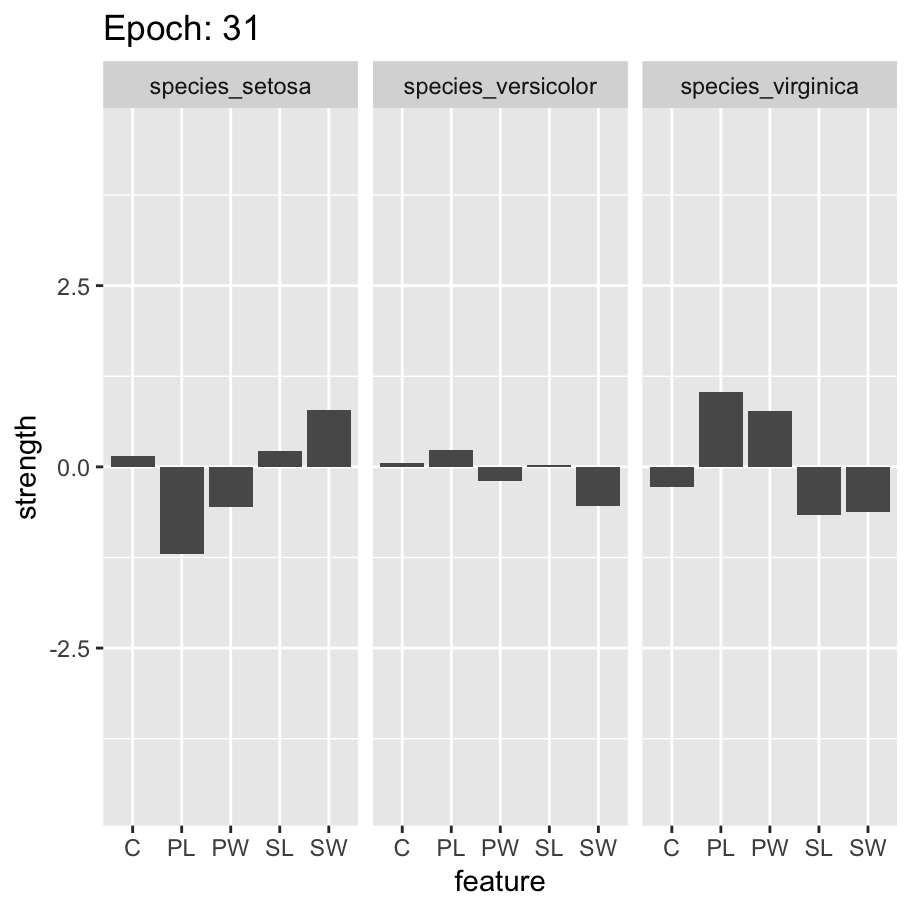 Epoch: 31
species_setosa species_versicolor species_virginica
2.5
0.0
-2.5
strength
C PL PW SL SW C PL PW SL SW C PL PW SL SW
feature